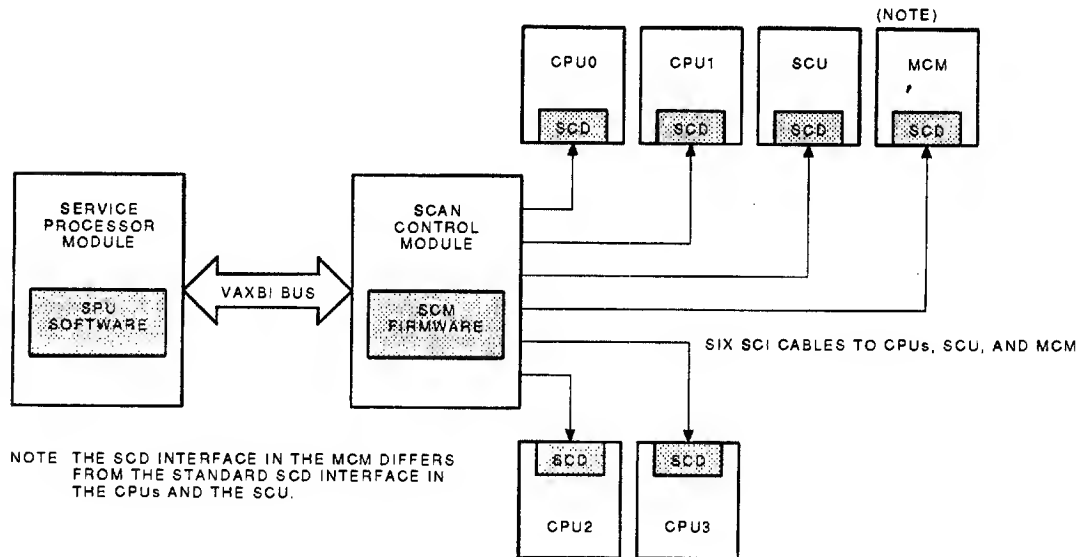 (NOTE)
CPU0
CPU1
SCU
MCM
SCD
SCD
SCD
SCD
SERVICE
PROCESSOR
MODULE
SCAN
CONTROL
MODULE
VAXBI BUS
SPU
SOFTWARE
SCM
FIRMWARE
SIX SCI CABLES TO CPUs, SCU, AND MCM
NOTE THE SCD INTERFACE IN THE MCM DIFFERS
FROM THE STANDARD SCD INTERFACE IN
THE CPUs AND THE SCU.
SCD
SCD
CPU2
CPU3